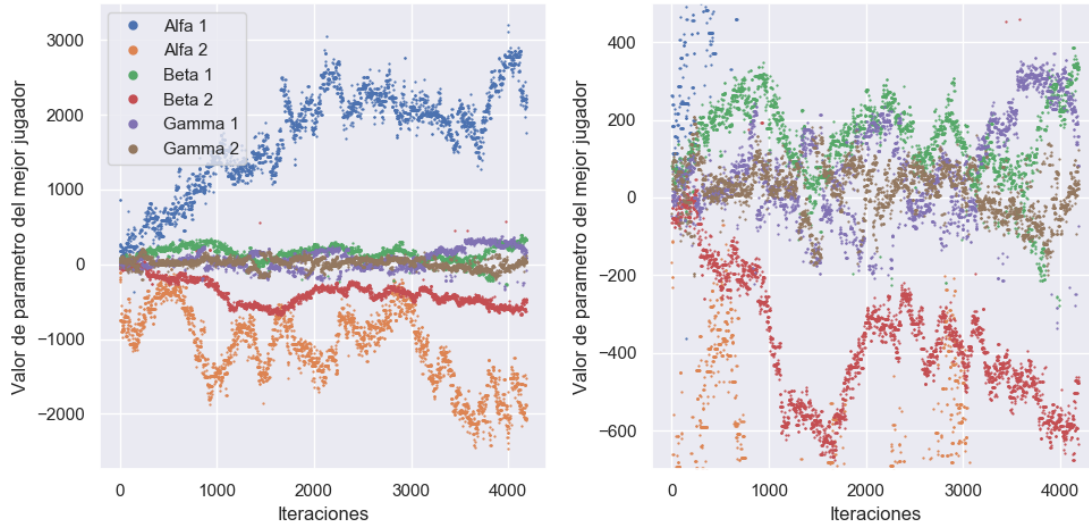 Valor de parametro del mejor jugador
3000
2000
1000
0
−1000
−2000
Alfa 1
Alfa 2
Beta 1
Beta 2
Gamma 1
Gamma 2
0 1000 2000 3000 4000
Iteraciones
Valor de parametro del mejor jugador
400
200
0
−200
−400
−600
0 1000 2000 3000 4000
Iteraciones